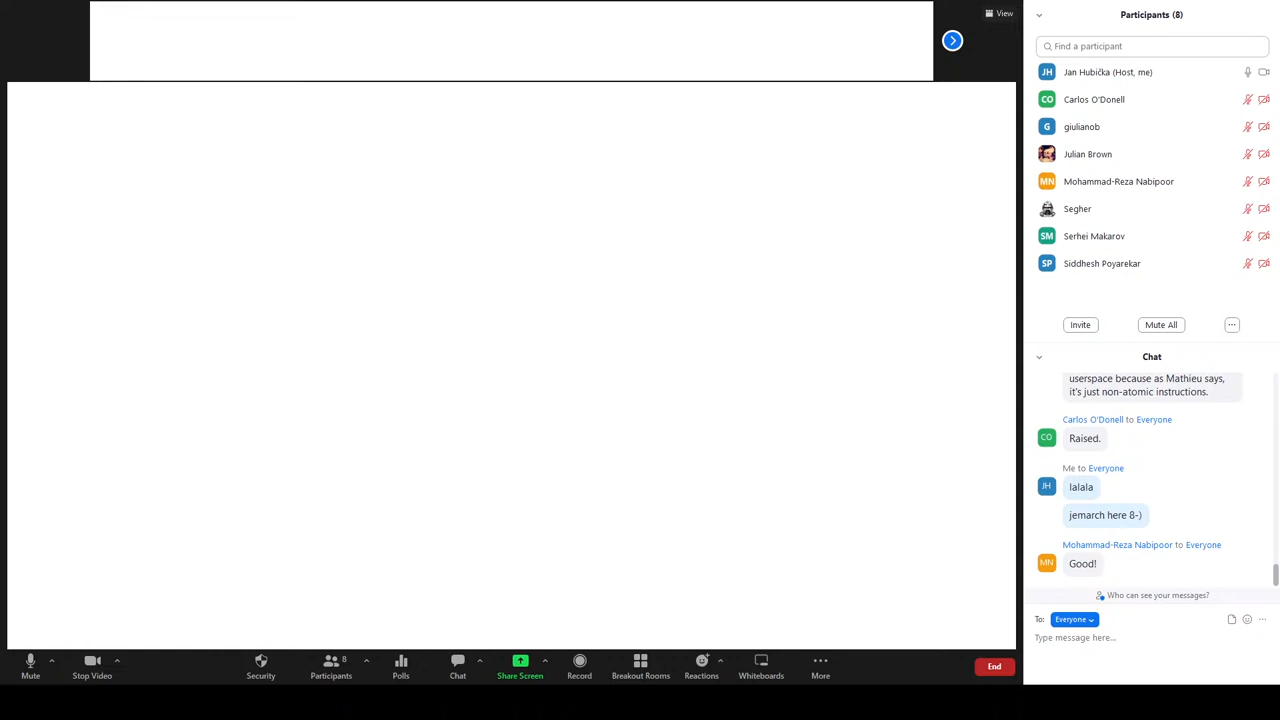 View
Participants (8)
Find a participant
JH Jan Hubička (Host, me)
CO Carlos O'Donell
G giulianob
Julian Brown
MN Mohammad-Reza Nabipoor
Segher
SM Serhei Makarov
SP Siddhesh Poyarekar
Invite Mute All ...
Chat
userspace because as Mathieu says,
it's just non-atomic instructions.
Carlos O'Donell to Everyone
CO Raised.
Me to Everyone
JH lalala
jemarch here 8-)
Mohammad-Reza Nabipoor to Everyone
MN Good!
Who can see your messages?
To: Everyone
Type message here...
8
Mute Stop Video Security Participants Polls Chat Share Screen Record Breakout Rooms Reactions Whiteboards More End